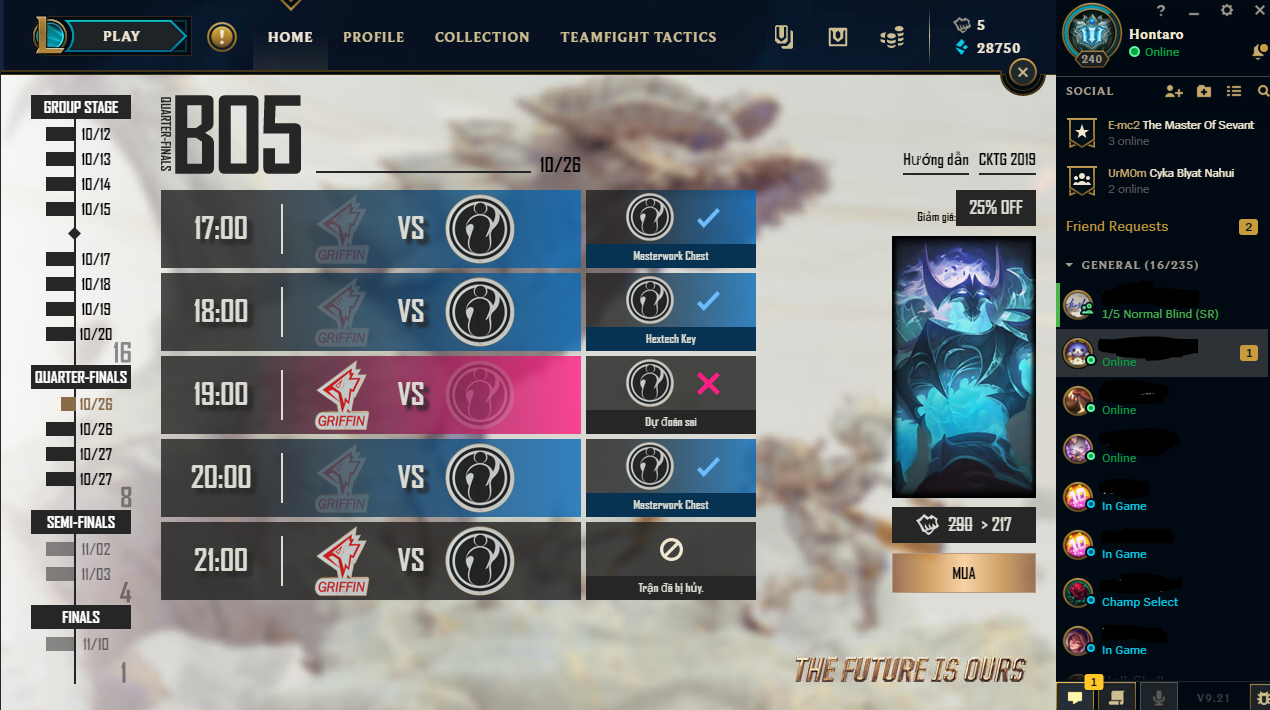 PLAY
HOME
PROFILE
COLLECTION
TEAMFIGHT TACTICS
5
28750
240
Hontaro
Online
GROUP STAGE
10/12
10/13
10/14
10/15
10/17
10/18
10/19
10/20
16
QUARTER-FINALS
10/26
10/26
10/27
10/27
8
SEMI-FINALS
11/02
11/03
4
FINALS
11/10
1
QUARTER-FINALS
BO5
10/26
17:00 GRIFFIN VS
Masterwork Chest
18:00 GRIFFIN VS
Hextech Key
19:00 GRIFFIN VS
Dự đoán sai
20:00 GRIFFIN VS
Masterwork Chest
21:00 GRIFFIN VS
Trận đã bị hủy.
Hướng dẫn CKTG 2019
Giảm giá: 25% OFF
290 > 217
MUA
THE FUTURE IS OURS
SOCIAL
E-mc2 The Master Of Sevant
3 online
UrM0m Cyka Blyat Nahui
2 online
Friend Requests 2
GENERAL (16/235)
1/5 Normal Blind (SR)
Online 1
Online
Online
In Game
In Game
Champ Select
In Game
1
V9.21